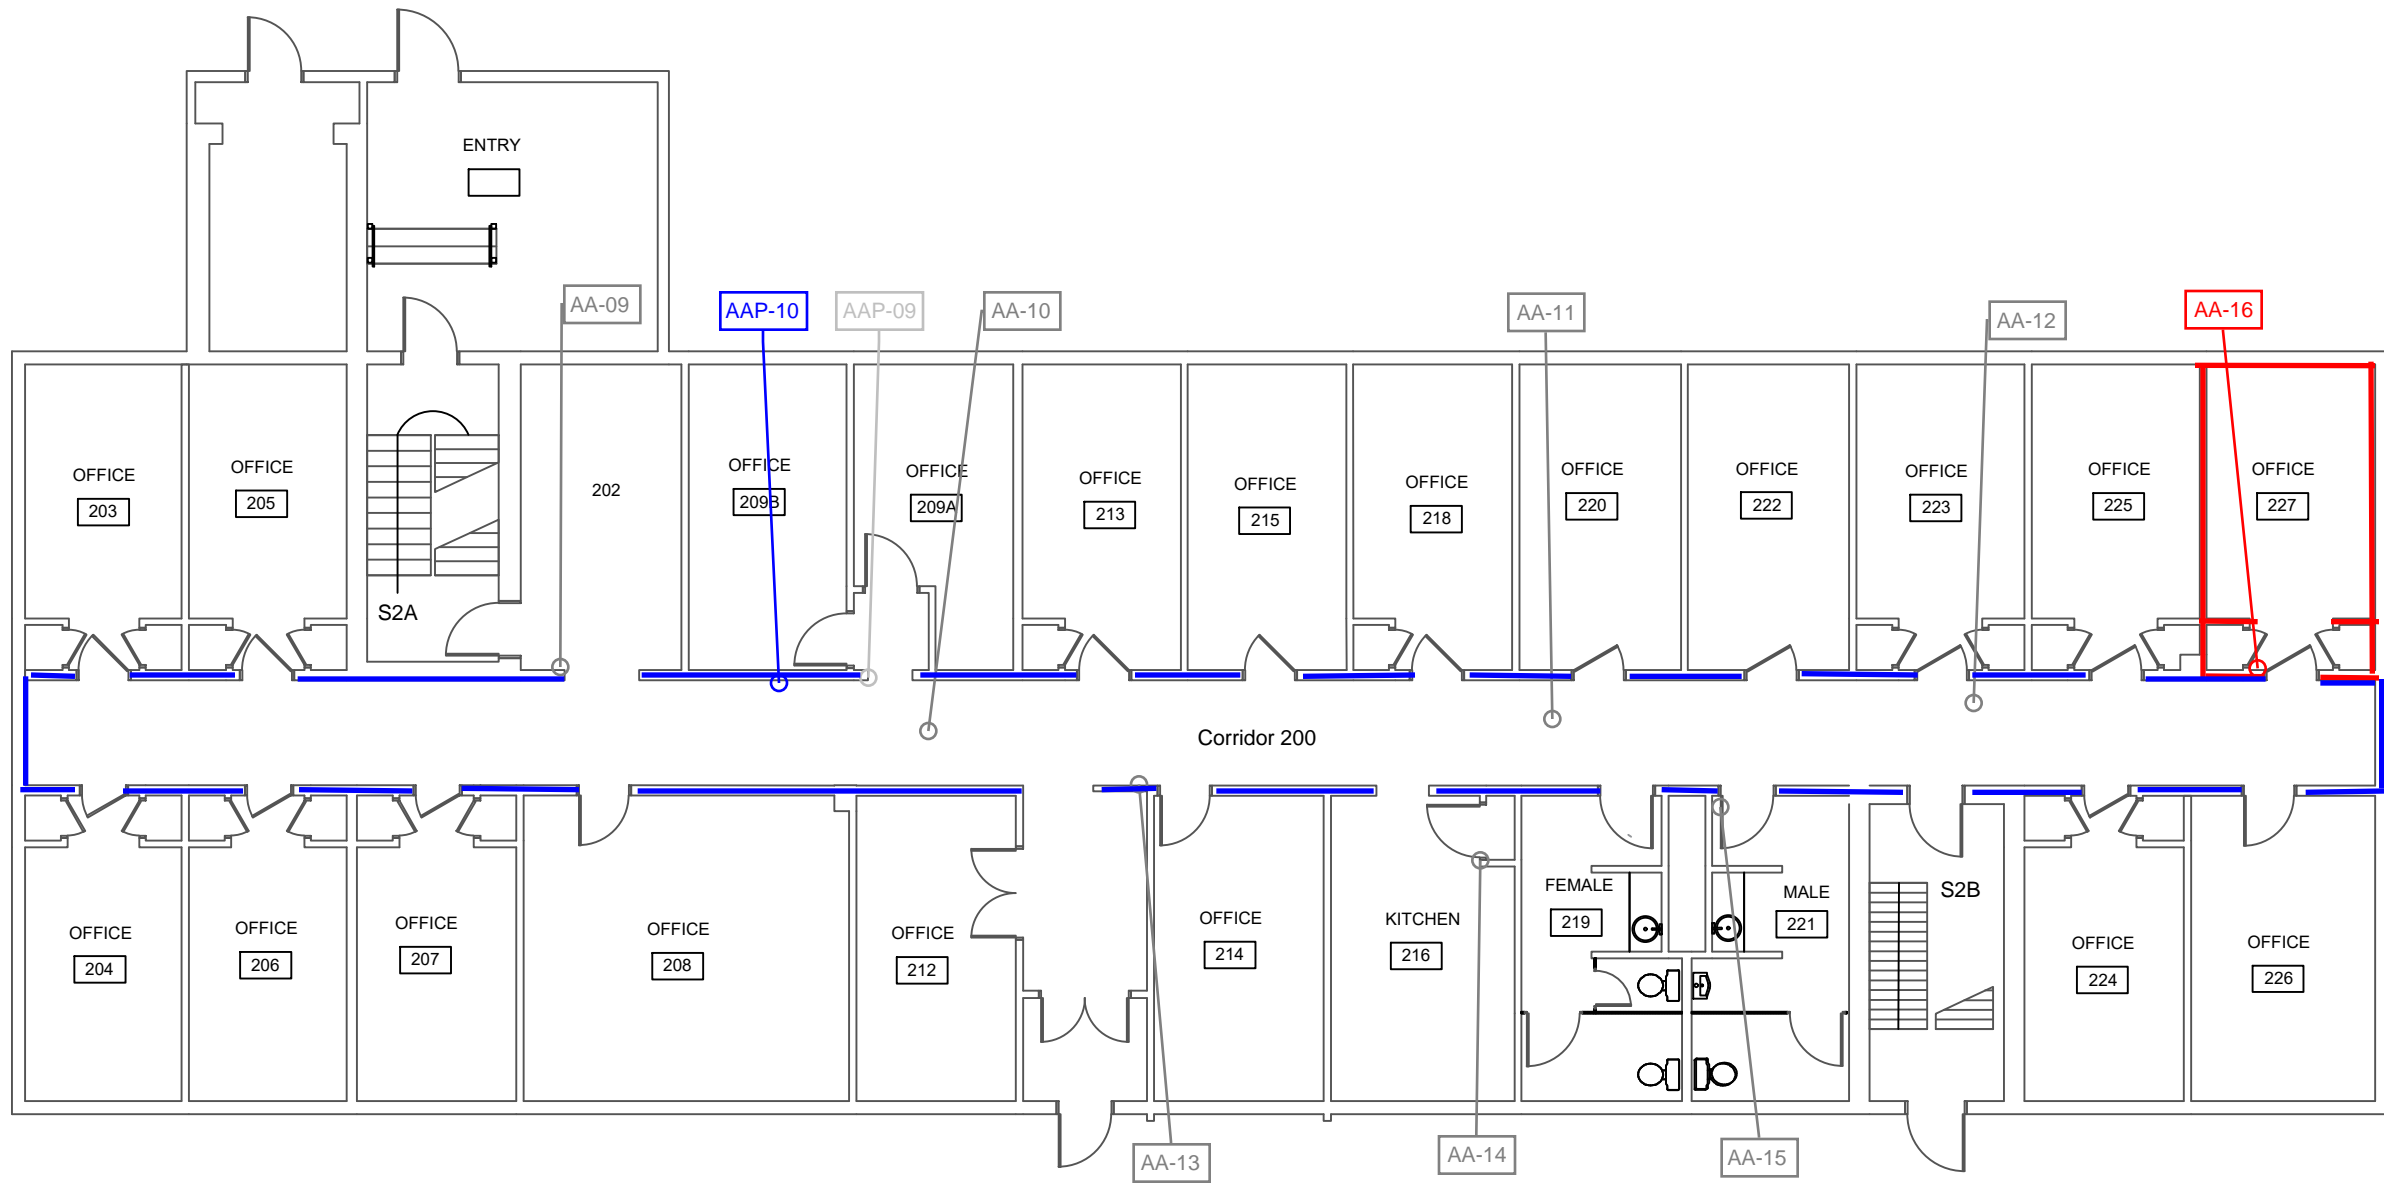 ENTRY
AA-09
AAP-10
AAP-09
AA-10
AA-11
AA-12
AA-16
OFFICE
203
OFFICE
205
S2A
202
OFFICE
209B
OFFICE
209A
OFFICE
213
OFFICE
215
OFFICE
218
OFFICE
220
OFFICE
222
OFFICE
223
OFFICE
225
OFFICE
227
Corridor 200
OFFICE
204
OFFICE
206
OFFICE
207
OFFICE
208
OFFICE
212
OFFICE
214
KITCHEN
216
FEMALE
219
MALE
221
S2B
OFFICE
224
OFFICE
226
AA-13
AA-14
AA-15